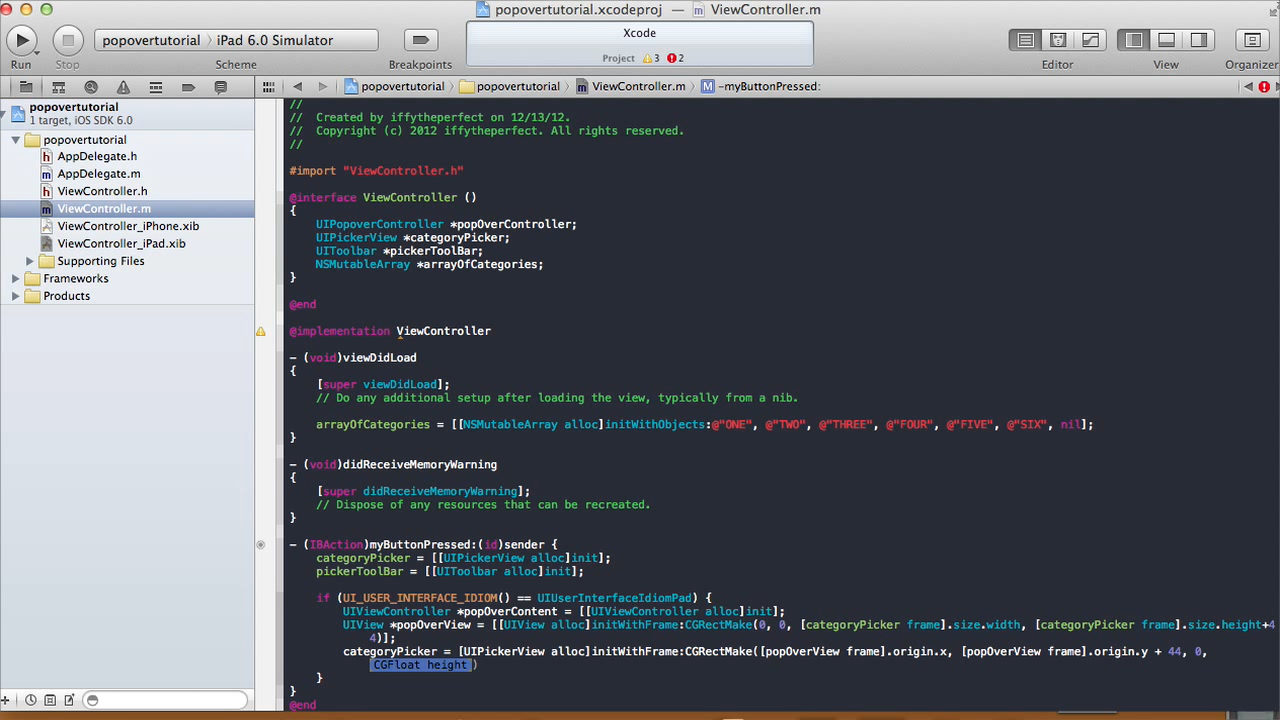 popovertutorial.xcodeproj — ViewController.m
popovertutorial iPad 6.0 Simulator
Xcode
Project 3 2
Run Stop Scheme Breakpoints Editor View Organizer
popovertutorial popovertutorial ViewController.m M -myButtonPressed:
popovertutorial
1 target, iOS SDK 6.0
popovertutorial
h AppDelegate.h
m AppDelegate.m
h ViewController.h
m ViewController.m
ViewController_iPhone.xib
ViewController_iPad.xib
Supporting Files
Frameworks
Products
//
//  Created by iffytheperfect on 12/13/12.
//  Copyright (c) 2012 iffytheperfect. All rights reserved.
//
#import "ViewController.h"
@interface ViewController ()
{
UIPopoverController *popOverController;
UIPickerView *categoryPicker;
UIToolbar *pickerToolBar;
NSMutableArray *arrayOfCategories;
}
@end
@implementation ViewController
- (void)viewDidLoad
{
[super viewDidLoad];
// Do any additional setup after loading the view, typically from a nib.
arrayOfCategories = [[NSMutableArray alloc]initWithObjects:@"ONE", @"TWO", @"THREE", @"FOUR", @"FIVE", @"SIX", nil];
}
- (void)didReceiveMemoryWarning
{
[super didReceiveMemoryWarning];
// Dispose of any resources that can be recreated.
}
- (IBAction)myButtonPressed:(id)sender {
categoryPicker = [[UIPickerView alloc]init];
pickerToolBar = [[UIToolbar alloc]init];
if (UI_USER_INTERFACE_IDIOM() == UIUserInterfaceIdiomPad) {
UIViewController *popOverContent = [[UIViewController alloc]init];
UIView *popOverView = [[UIView alloc]initWithFrame:CGRectMake(0, 0, [categoryPicker frame].size.width, [categoryPicker frame].size.height+4
4)];
categoryPicker = [UIPickerView alloc]initWithFrame:CGRectMake([popOverView frame].origin.x, [popOverView frame].origin.y + 44, 0,
CGFloat height)
}
}
@end